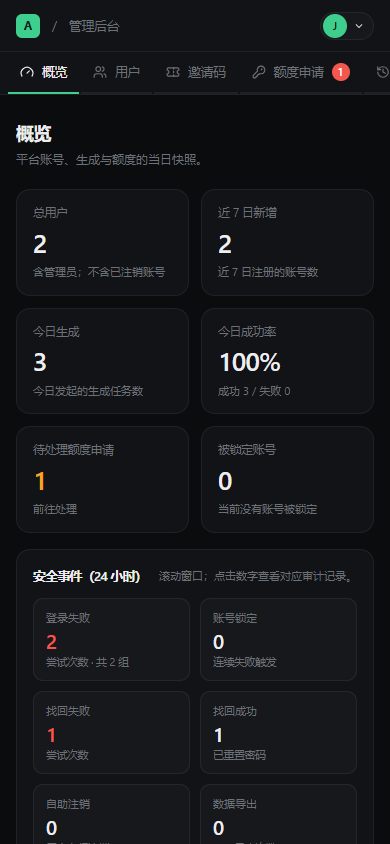 A / 管理后台 J
概览 用户 邀请码 额度申请 1
概览
平台账号、生成与额度的当日快照。
总用户
2
含管理员；不含已注销账号
近 7 日新增
2
近 7 日注册的账号数
今日生成
3
今日发起的生成任务数
今日成功率
100%
成功 3 / 失败 0
待处理额度申请
1
前往处理
被锁定账号
0
当前没有账号被锁定
安全事件（24 小时） 滚动窗口；点击数字查看对应审计记录。
登录失败
2
尝试次数 · 共 2 组
账号锁定
0
连续失败触发
找回失败
1
尝试次数
找回成功
1
已重置密码
自助注销
0
数据导出
0